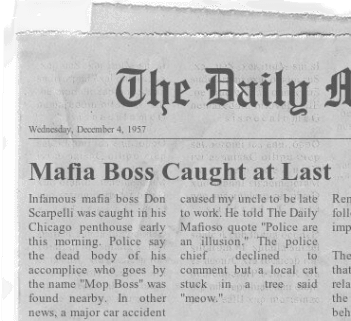 The Daily
Wednesday, December 4, 1937
Mafia Boss Caught at Last
Infamous mafia boss Don
Scarpelli was caught in his
Chicago penthouse early
this morning. Police say
the dead body of his
accomplice who goes by
the name "Mop Boss" was
found nearby. In other
news, a major car accident
caused my uncle to be late
to work. He told The Daily
Mafioso quote "Police are
an illusion." The police
chief declined to
comment but a local cat
stuck in a tree said
"meow."
The
that
the